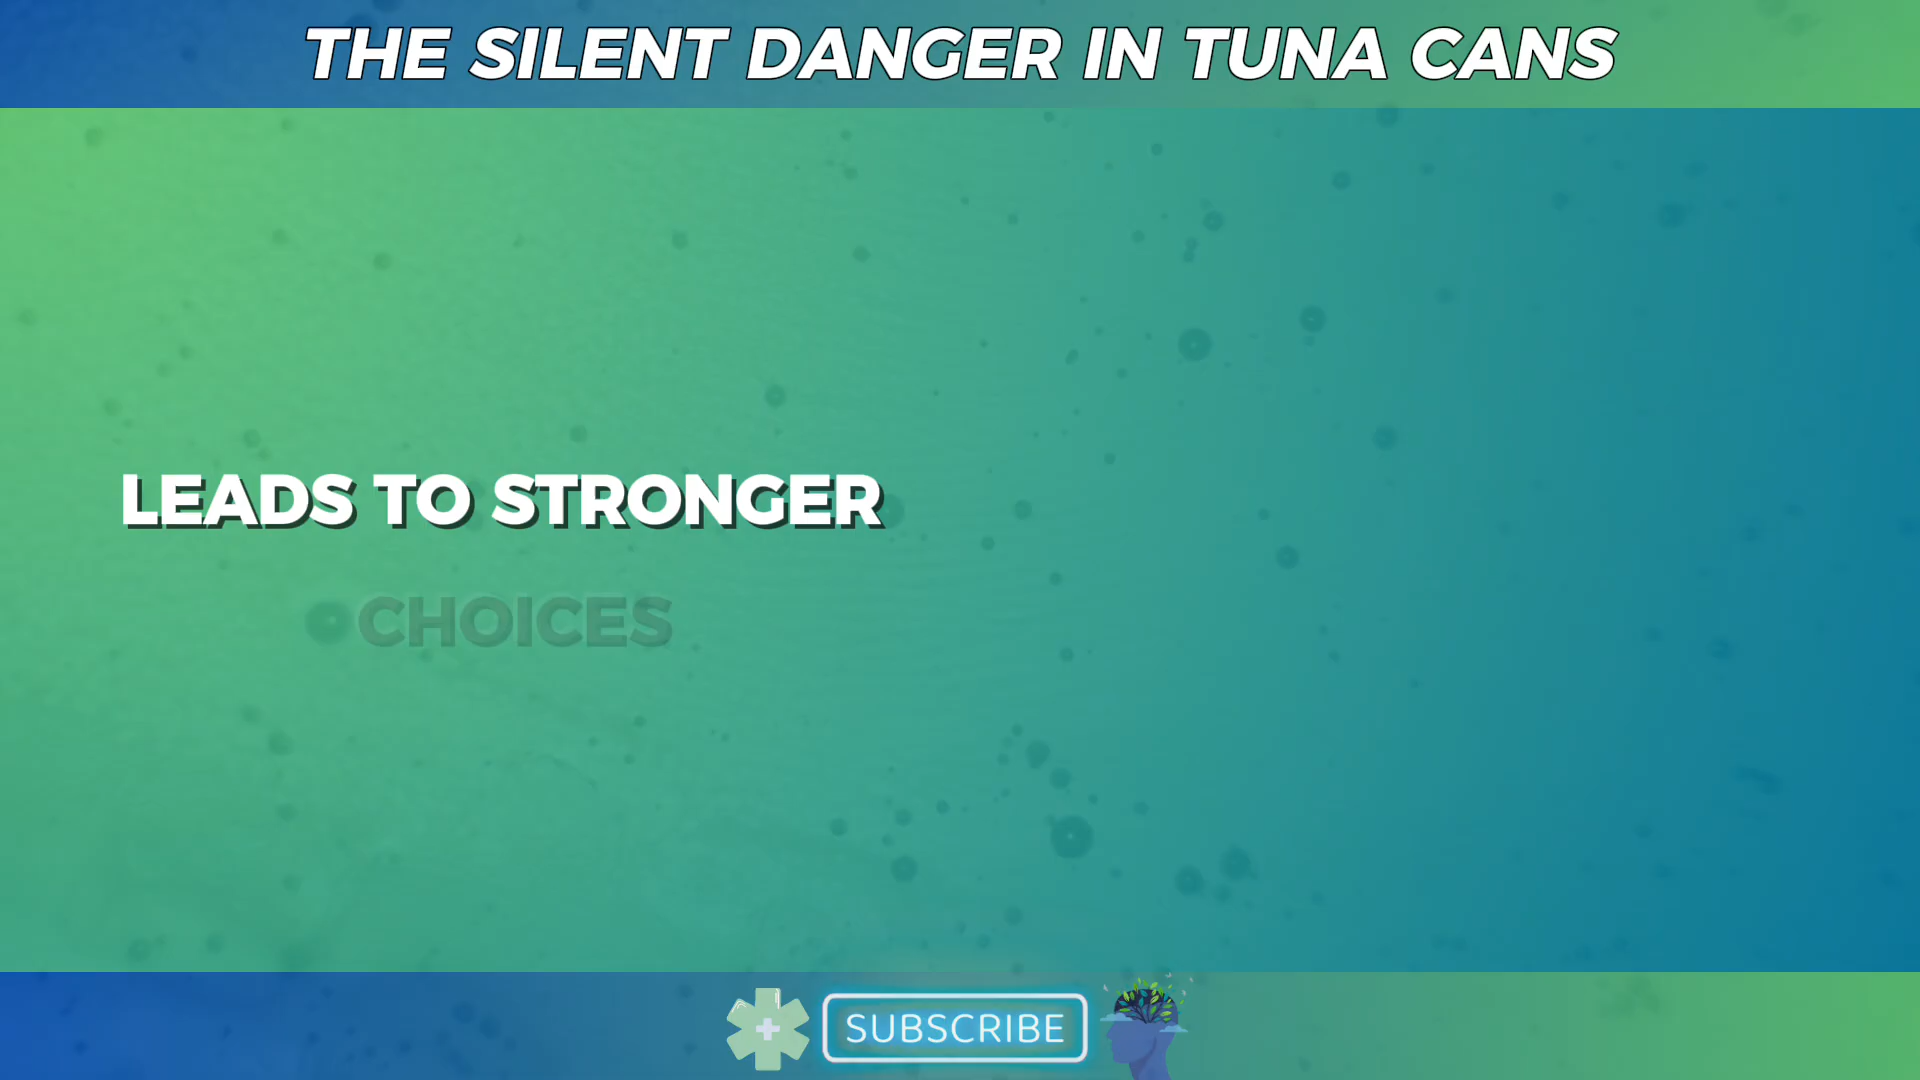 THE SILENT DANGER IN TUNA CANS
LEADS TO STRONGER
CHOICES
SUBSCRIBE